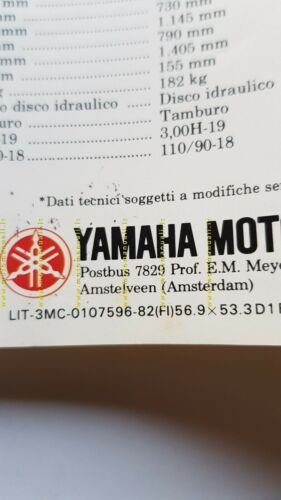 mm ........ 730 mm
mm ........ 1.145 mm
mm ........ 790 mm
mm ........ 1.405 mm
m ........ 155 mm
g ........ 182 kg
o disco idraulico ........ Disco idraulico
uro ........ Tamburo
-19 ........ 3,00H-19
0-18 ........ 110/90-18
*Dati tecnici soggetti a modifiche se
YAMAHA MOT
Postbus 7829 Prof. E.M. Meye
Amstelveen (Amsterdam)
LIT-3MC-0107596-82(FI)56.9×53.3D1